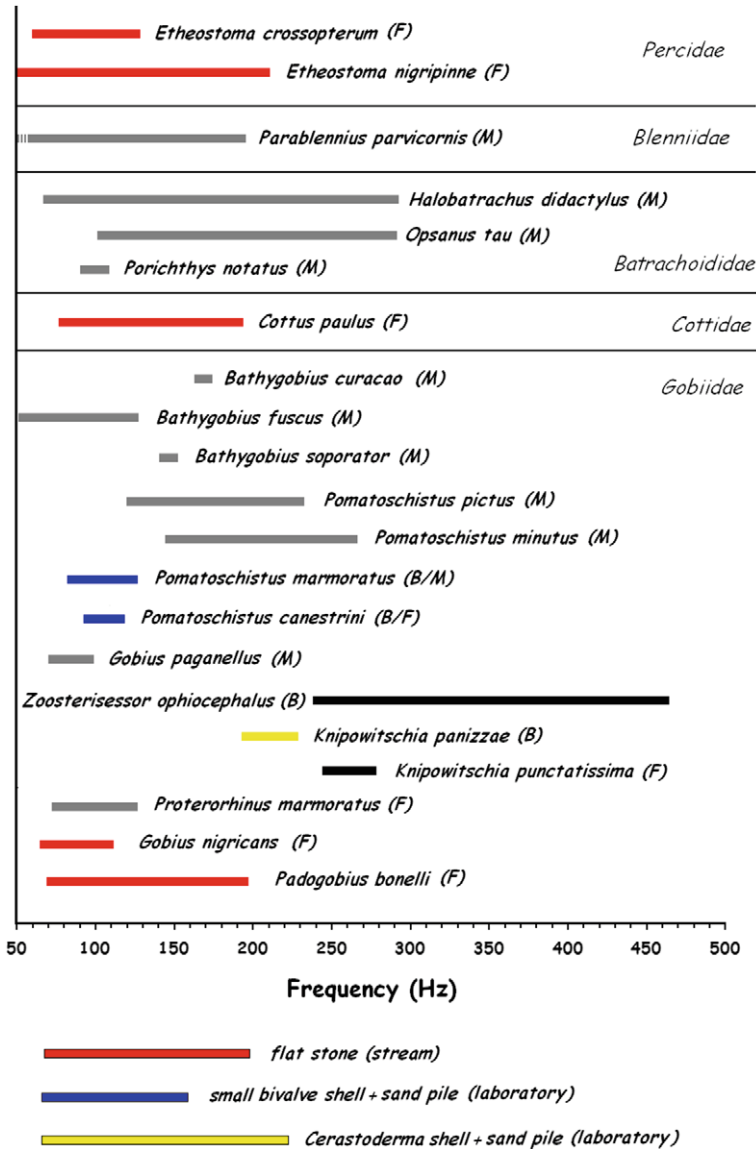 Etheostoma crossopterum (F)
Percidae
Etheostoma nigripinne (F)
Parablennius parvicornis (M)
Blenniidae
Halobatrachus didactylus (M)
Opsanus tau (M)
Porichthys notatus (M)
Batrachoididae
Cottus paulus (F)
Cottidae
Bathygobius curacao (M)
Gobiidae
Bathygobius fuscus (M)
Bathygobius soporator (M)
Pomatoschistus pictus (M)
Pomatoschistus minutus (M)
Pomatoschistus marmoratus (B/M)
Pomatoschistus canestrini (B/F)
Gobius paganellus (M)
Zoosterisessor ophiocephalus (B)
Knipowitschia panizzae (B)
Knipowitschia punctatissima (F)
Proterorhinus marmoratus (F)
Gobius nigricans (F)
Padogobius bonelli (F)
50 100 150 200 250 300 350 400 450 500
Frequency (Hz)
flat stone (stream)
small bivalve shell + sand pile (laboratory)
Cerastoderma shell + sand pile (laboratory)